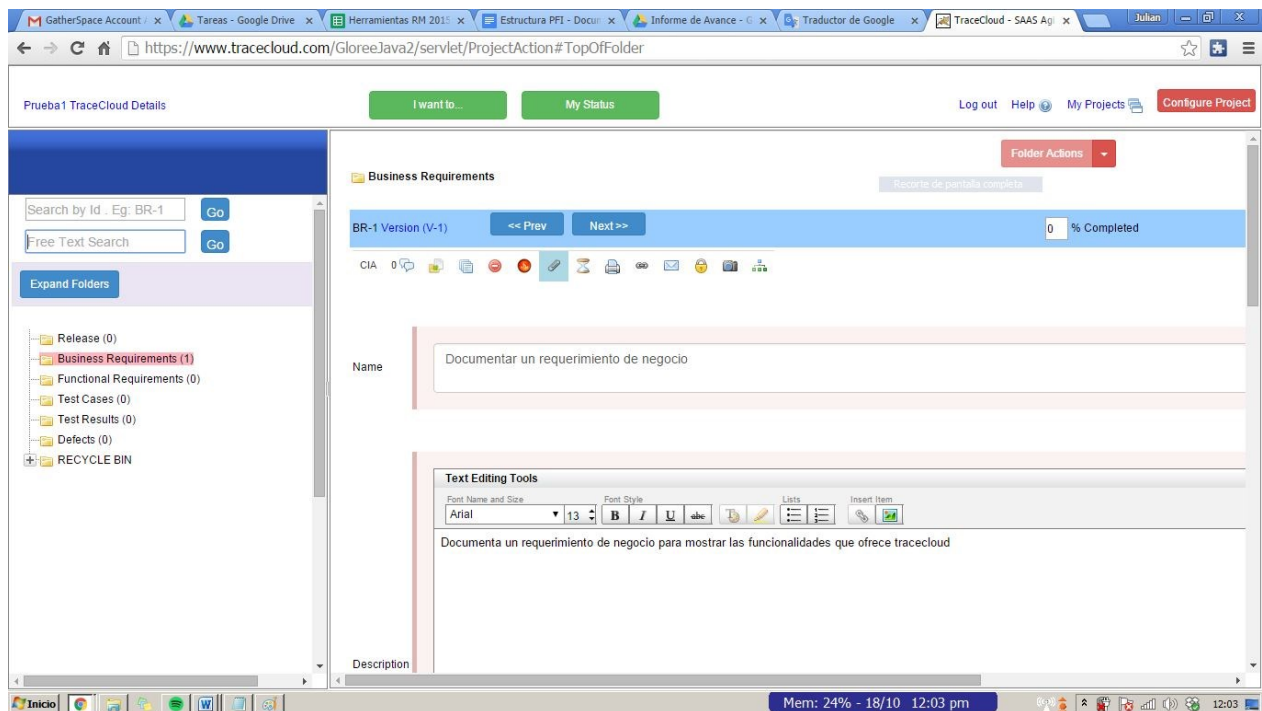 GatherSpace Account
Tareas - Google Drive
Herramientas RM 2015
Estructura PFI - Docun
Informe de Avance - G
Traductor de Google
TraceCloud - SAAS Agi
Julian
https://www.tracecloud.com/GloreeJava2/servlet/ProjectAction#TopOfFolder
Prueba1 TraceCloud Details
I want to...
My Status
Log out Help My Projects
Configure Project
Folder Actions
Business Requirements
Recorte de pantalla completa
Search by Id . Eg: BR-1
Go
Free Text Search
Go
BR-1 Version (V-1)
<< Prev
Next >>
0 % Completed
CIA 0
Expand Folders
Release (0)
Business Requirements (1)
Functional Requirements (0)
Test Cases (0)
Test Results (0)
Defects (0)
RECYCLE BIN
Name
Documentar un requerimiento de negocio
Text Editing Tools
Font Name and Size
Font Style
Lists
Insert Item
Arial
13
B I U abc
Documenta un requerimiento de negocio para mostrar las funcionalidades que ofrece tracecloud
Description
Inicio
Mem: 24% - 18/10 12:03 pm
12:03